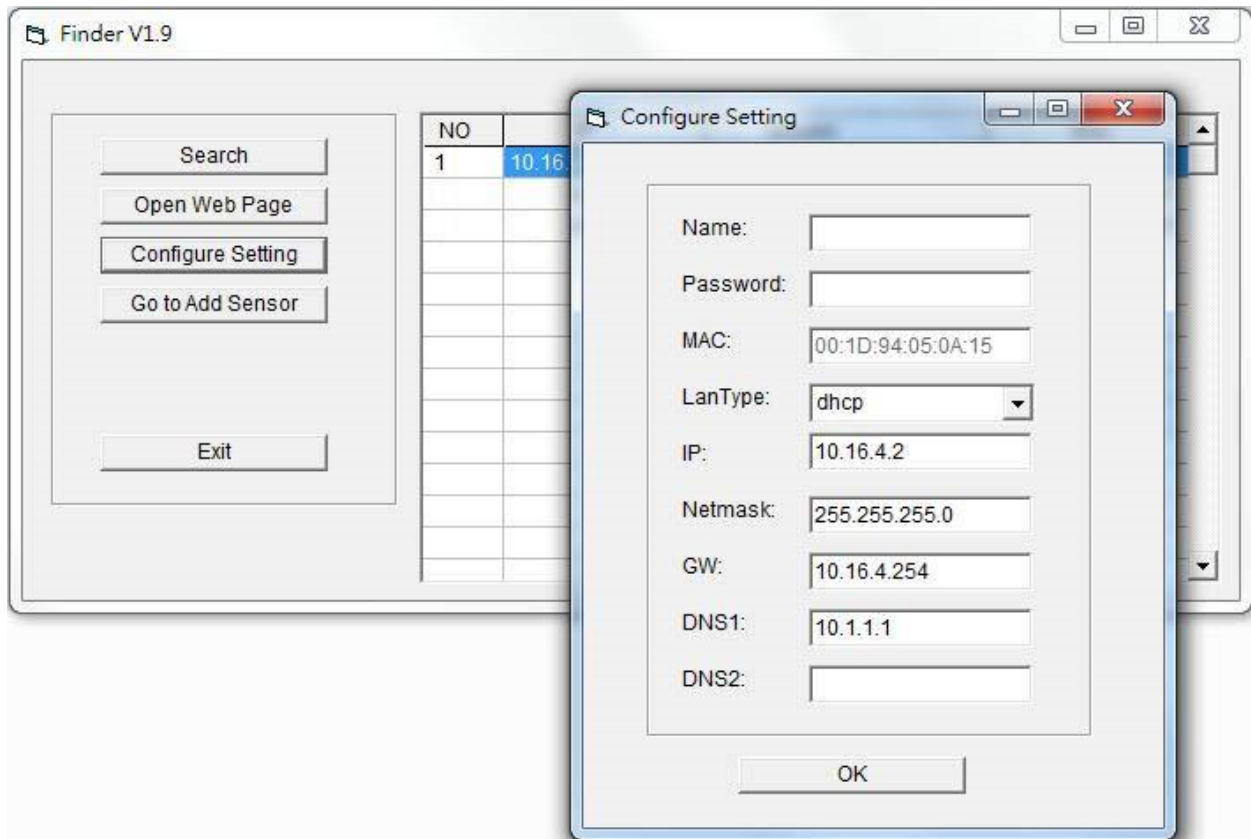 Finder V1.9
Search
Open Web Page
Configure Setting
Go to Add Sensor
Exit
NO
1 10.16.
Configure Setting
Name:
Password:
MAC: 00:1D:94:05:0A:15
LanType: dhcp
IP: 10.16.4.2
Netmask: 255.255.255.0
GW: 10.16.4.254
DNS1: 10.1.1.1
DNS2:
OK